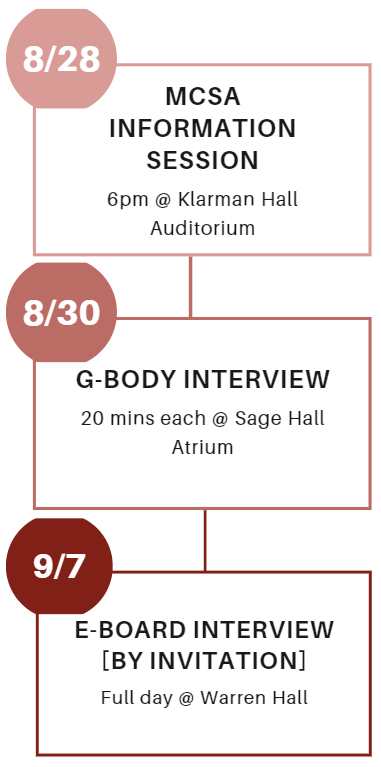 8/28
MCSA
INFORMATION
SESSION
6pm @ Klarman Hall
Auditorium
8/30
G-BODY INTERVIEW
20 mins each @ Sage Hall
Atrium
9/7
E-BOARD INTERVIEW
[BY INVITATION]
Full day @ Warren Hall